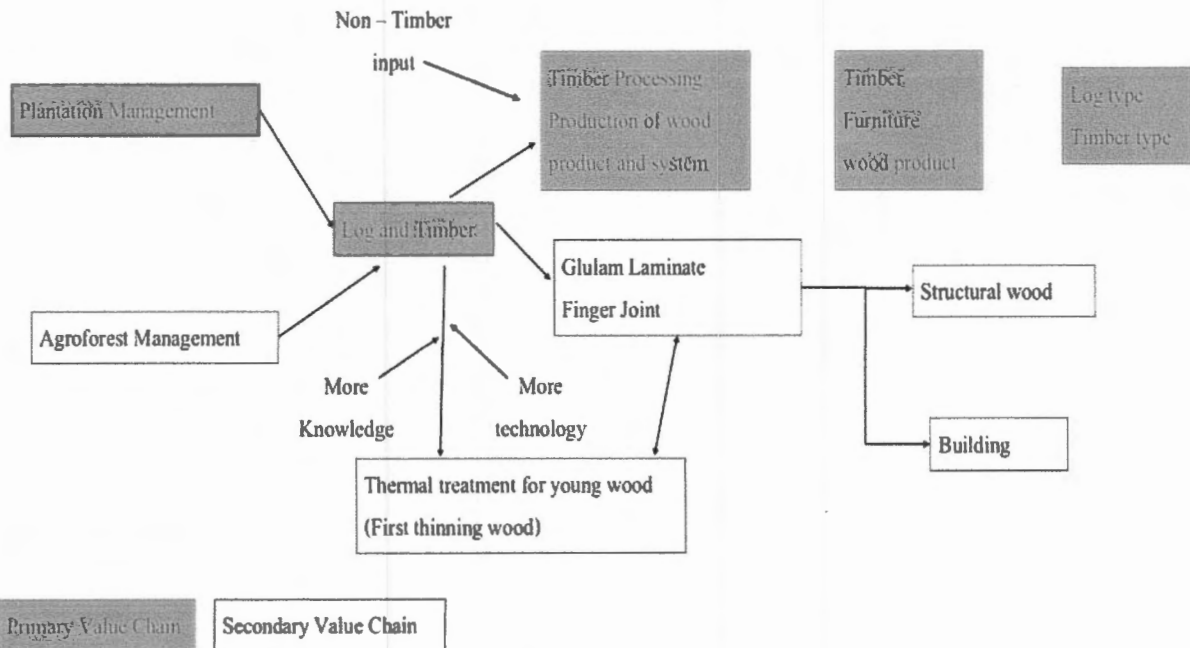 Non – Timber
input
Plantation Management
Timber Processing
Production of wood
product and system
Timber
Furniture
wood product
Log type
Timber type
Log and Timber
Glulam Laminate
Finger Joint
Structural wood
Agroforest Management
More
Knowledge
More
technology
Building
Thermal treatment for young wood
(First thinning wood)
Primary Value Chain
Secondary Value Chain